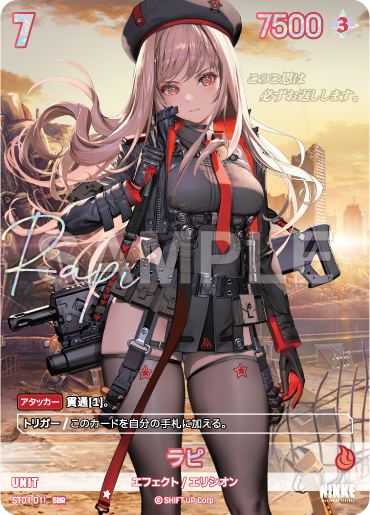 7
7500 3
このご恩は
必ずお返しします。
Rapi
SAMPLE
アタッカー 貫通[1]。
トリガー / このカードを自分の手札に加える。
ラピ
UNIT
エフェクト / エリシオン
NIKKE
ST01-011 SBR
© SHIFT UP Corp.